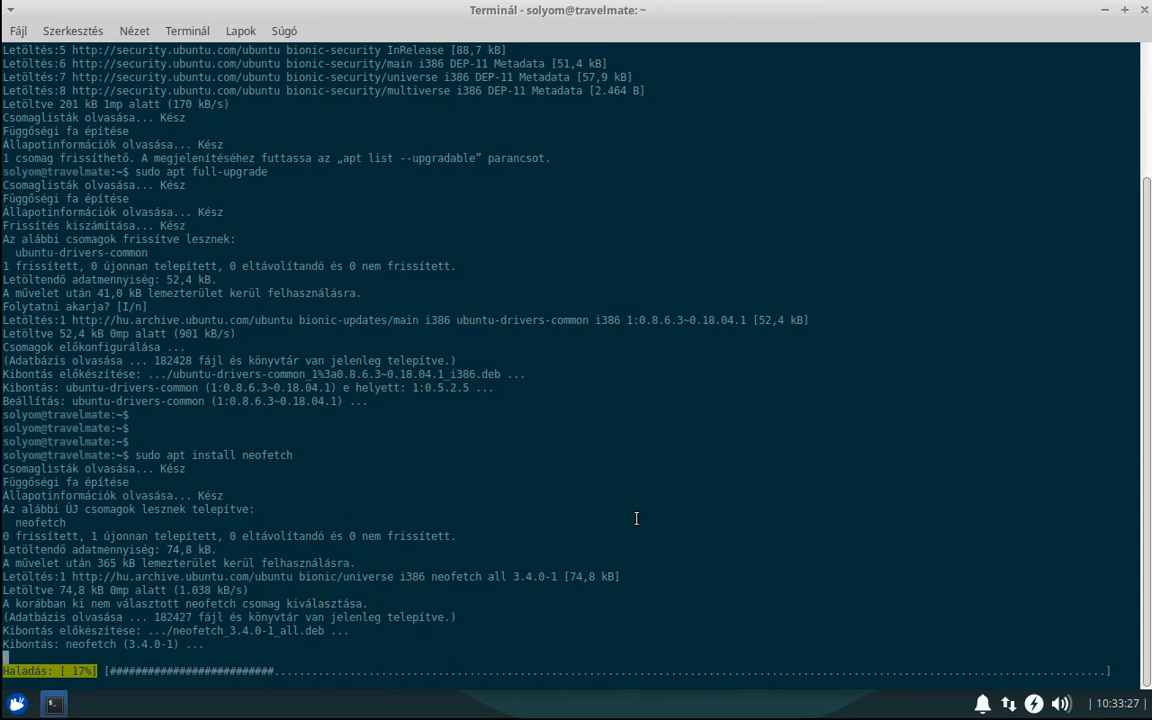 Terminál - solyom@travelmate: ~
Fájl Szerkesztés Nézet Terminál Lapok Súgó
Letöltés:5 http://security.ubuntu.com/ubuntu bionic-security InRelease [88,7 kB]
Letöltés:6 http://security.ubuntu.com/ubuntu bionic-security/main i386 DEP-11 Metadata [51,4 kB]
Letöltés:7 http://security.ubuntu.com/ubuntu bionic-security/universe i386 DEP-11 Metadata [57,9 kB]
Letöltés:8 http://security.ubuntu.com/ubuntu bionic-security/multiverse i386 DEP-11 Metadata [2.464 B]
Letöltve 201 kB 1mp alatt (170 kB/s)
Csomaglisták olvasása... Kész
Függőségi fa építése
Állapotinformációk olvasása... Kész
1 csomag frissíthető. A megjelenítéséhez futtassa az „apt list --upgradable” parancsot.
solyom@travelmate:~$ sudo apt full-upgrade
Csomaglisták olvasása... Kész
Függőségi fa építése
Állapotinformációk olvasása... Kész
Frissítés kiszámítása... Kész
Az alábbi csomagok frissítve lesznek:
  ubuntu-drivers-common
1 frissített, 0 újonnan telepített, 0 eltávolítandó és 0 nem frissített.
Letöltendő adatmennyiség: 52,4 kB.
A művelet után 41,0 kB lemezterület kerül felhasználásra.
Folytatni akarja? [I/n]
Letöltés:1 http://hu.archive.ubuntu.com/ubuntu bionic-updates/main i386 ubuntu-drivers-common i386 1:0.8.6.3~0.18.04.1 [52,4 kB]
Letöltve 52,4 kB 0mp alatt (901 kB/s)
Csomagok előkonfigurálása ...
(Adatbázis olvasása ... 182428 fájl és könyvtár van jelenleg telepítve.)
Kibontás előkészítése: .../ubuntu-drivers-common_1%3a0.8.6.3~0.18.04.1_i386.deb ...
Kibontás: ubuntu-drivers-common (1:0.8.6.3~0.18.04.1) e helyett: 1:0.5.2.5 ...
Beállítás: ubuntu-drivers-common (1:0.8.6.3~0.18.04.1) ...
solyom@travelmate:~$
solyom@travelmate:~$
solyom@travelmate:~$
solyom@travelmate:~$ sudo apt install neofetch
Csomaglisták olvasása... Kész
Függőségi fa építése
Állapotinformációk olvasása... Kész
Az alábbi ÚJ csomagok lesznek telepítve:
  neofetch
0 frissített, 1 újonnan telepített, 0 eltávolítandó és 0 nem frissített.
Letöltendő adatmennyiség: 74,8 kB.
A művelet után 365 kB lemezterület kerül felhasználásra.
Letöltés:1 http://hu.archive.ubuntu.com/ubuntu bionic/universe i386 neofetch all 3.4.0-1 [74,8 kB]
Letöltve 74,8 kB 0mp alatt (1.038 kB/s)
A korábban ki nem választott neofetch csomag kiválasztása.
(Adatbázis olvasása ... 182427 fájl és könyvtár van jelenleg telepítve.)
Kibontás előkészítése: .../neofetch_3.4.0-1_all.deb ...
Kibontás: neofetch (3.4.0-1) ...
Haladás: [ 17%] [##########################....................................................................................................................................]
10:33:27